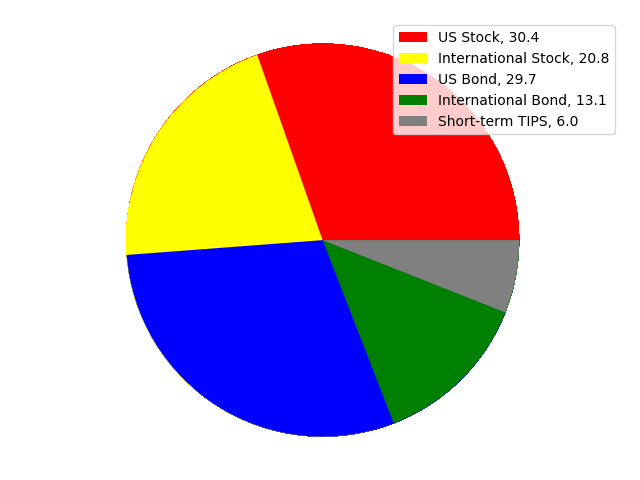 US Stock, 30.4
International Stock, 20.8
US Bond, 29.7
International Bond, 13.1
Short-term TIPS, 6.0